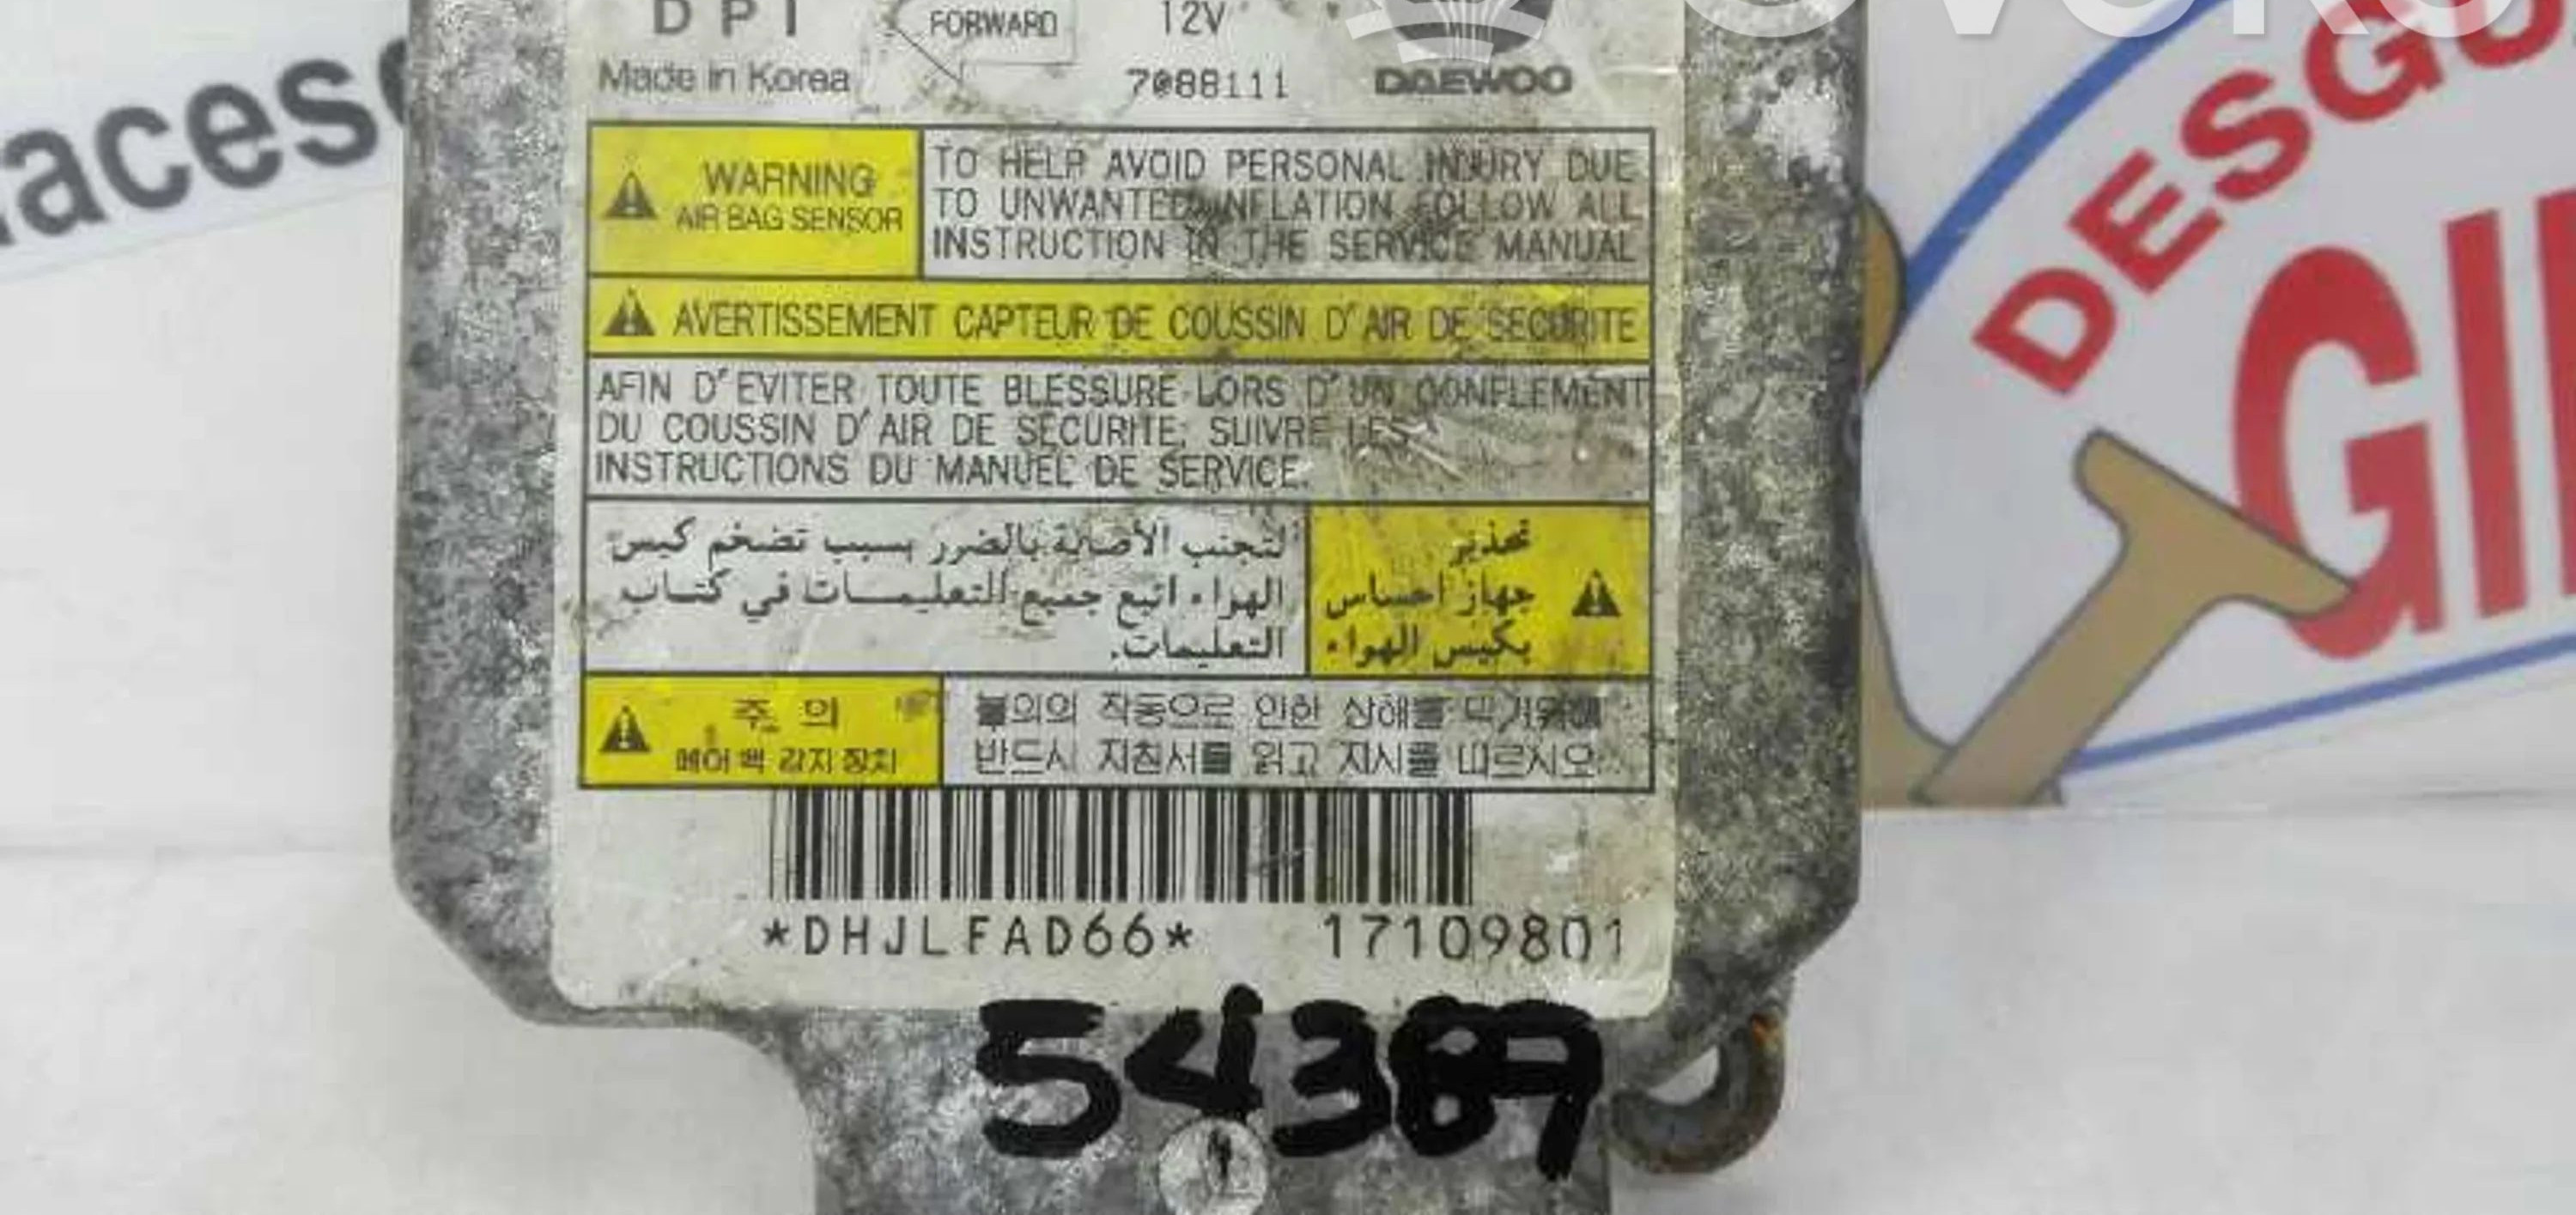 DPI FORWARD 12V
Made in Korea 7088111 DAEWOO
WARNING
AIR BAG SENSOR
TO HELP AVOID PERSONAL INJURY DUE
TO UNWANTED INFLATION FOLLOW ALL
INSTRUCTION IN THE SERVICE MANUAL
AVERTISSEMENT CAPTEUR DE COUSSIN D'AIR DE SECURITE
AFIN D'EVITER TOUTE BLESSURE LORS D'UN GONFLEMENT
DU COUSSIN D'AIR DE SECURITE, SUIVRE LES
INSTRUCTIONS DU MANUEL DE SERVICE.
تحذير
جهاز احساس
بكيس الهواء
لتجنب الأصابة بالضرر بسبب تضخم كيس
الهواء اتبع جميع التعليمات في كتاب
التعليمات.
주 의
에어백 감지장치
불의의 작동으로 인한 상해를 막기위해
반드시 지침서를 읽고 지시를 따르시오.
*DHJLFAD66* 17109801
54389
DESGU
GI